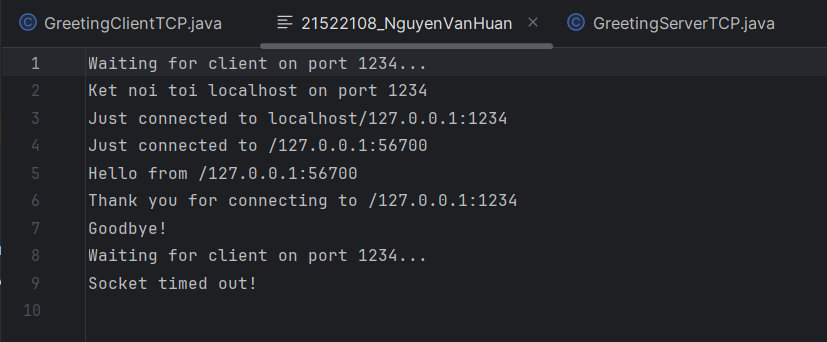 GreetingClientTCP.java 21522108_NguyenVanHuan GreetingServerTCP.java
1 Waiting for client on port 1234...
2 Ket noi toi localhost on port 1234
3 Just connected to localhost/127.0.0.1:1234
4 Just connected to /127.0.0.1:56700
5 Hello from /127.0.0.1:56700
6 Thank you for connecting to /127.0.0.1:1234
7 Goodbye!
8 Waiting for client on port 1234...
9 Socket timed out!
10